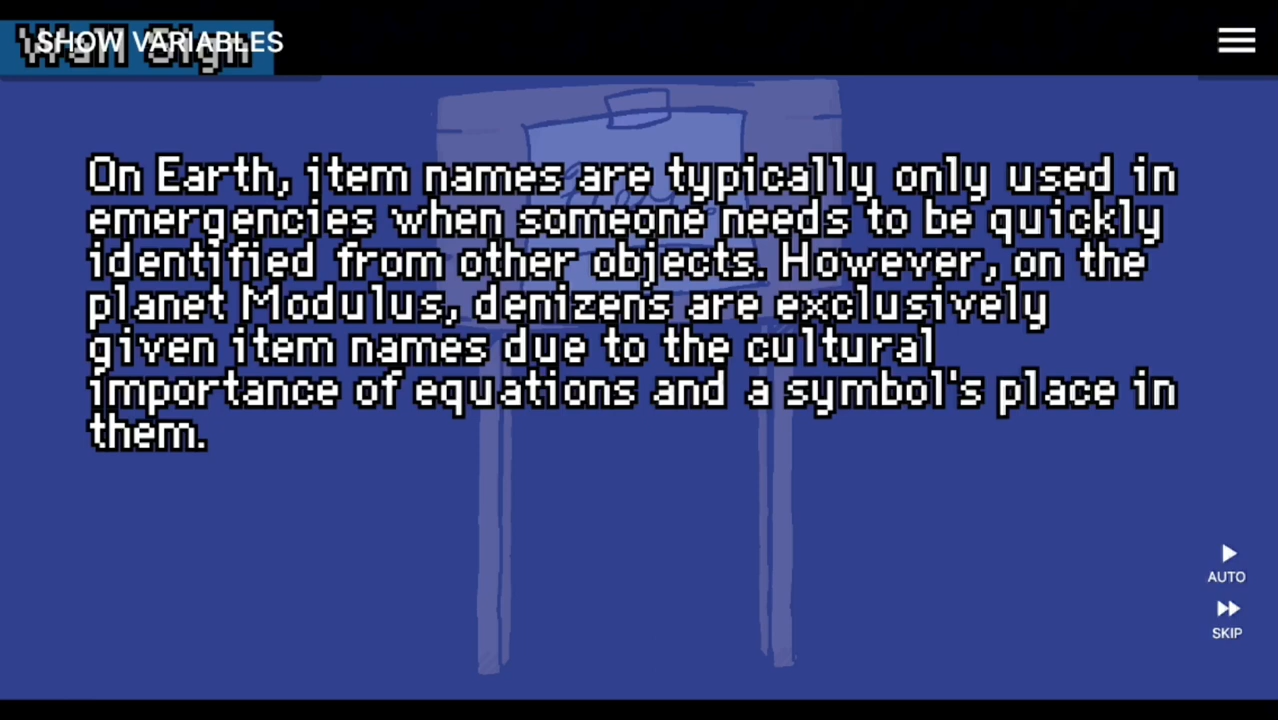 Wall Sign
SHOW VARIABLES
On Earth, item names are typically only used in
emergencies when someone needs to be quickly
identified from other objects. However, on the
planet Modulus, denizens are exclusively
given item names due to the cultural
importance of equations and a symbol's place in
them.
AUTO
SKIP